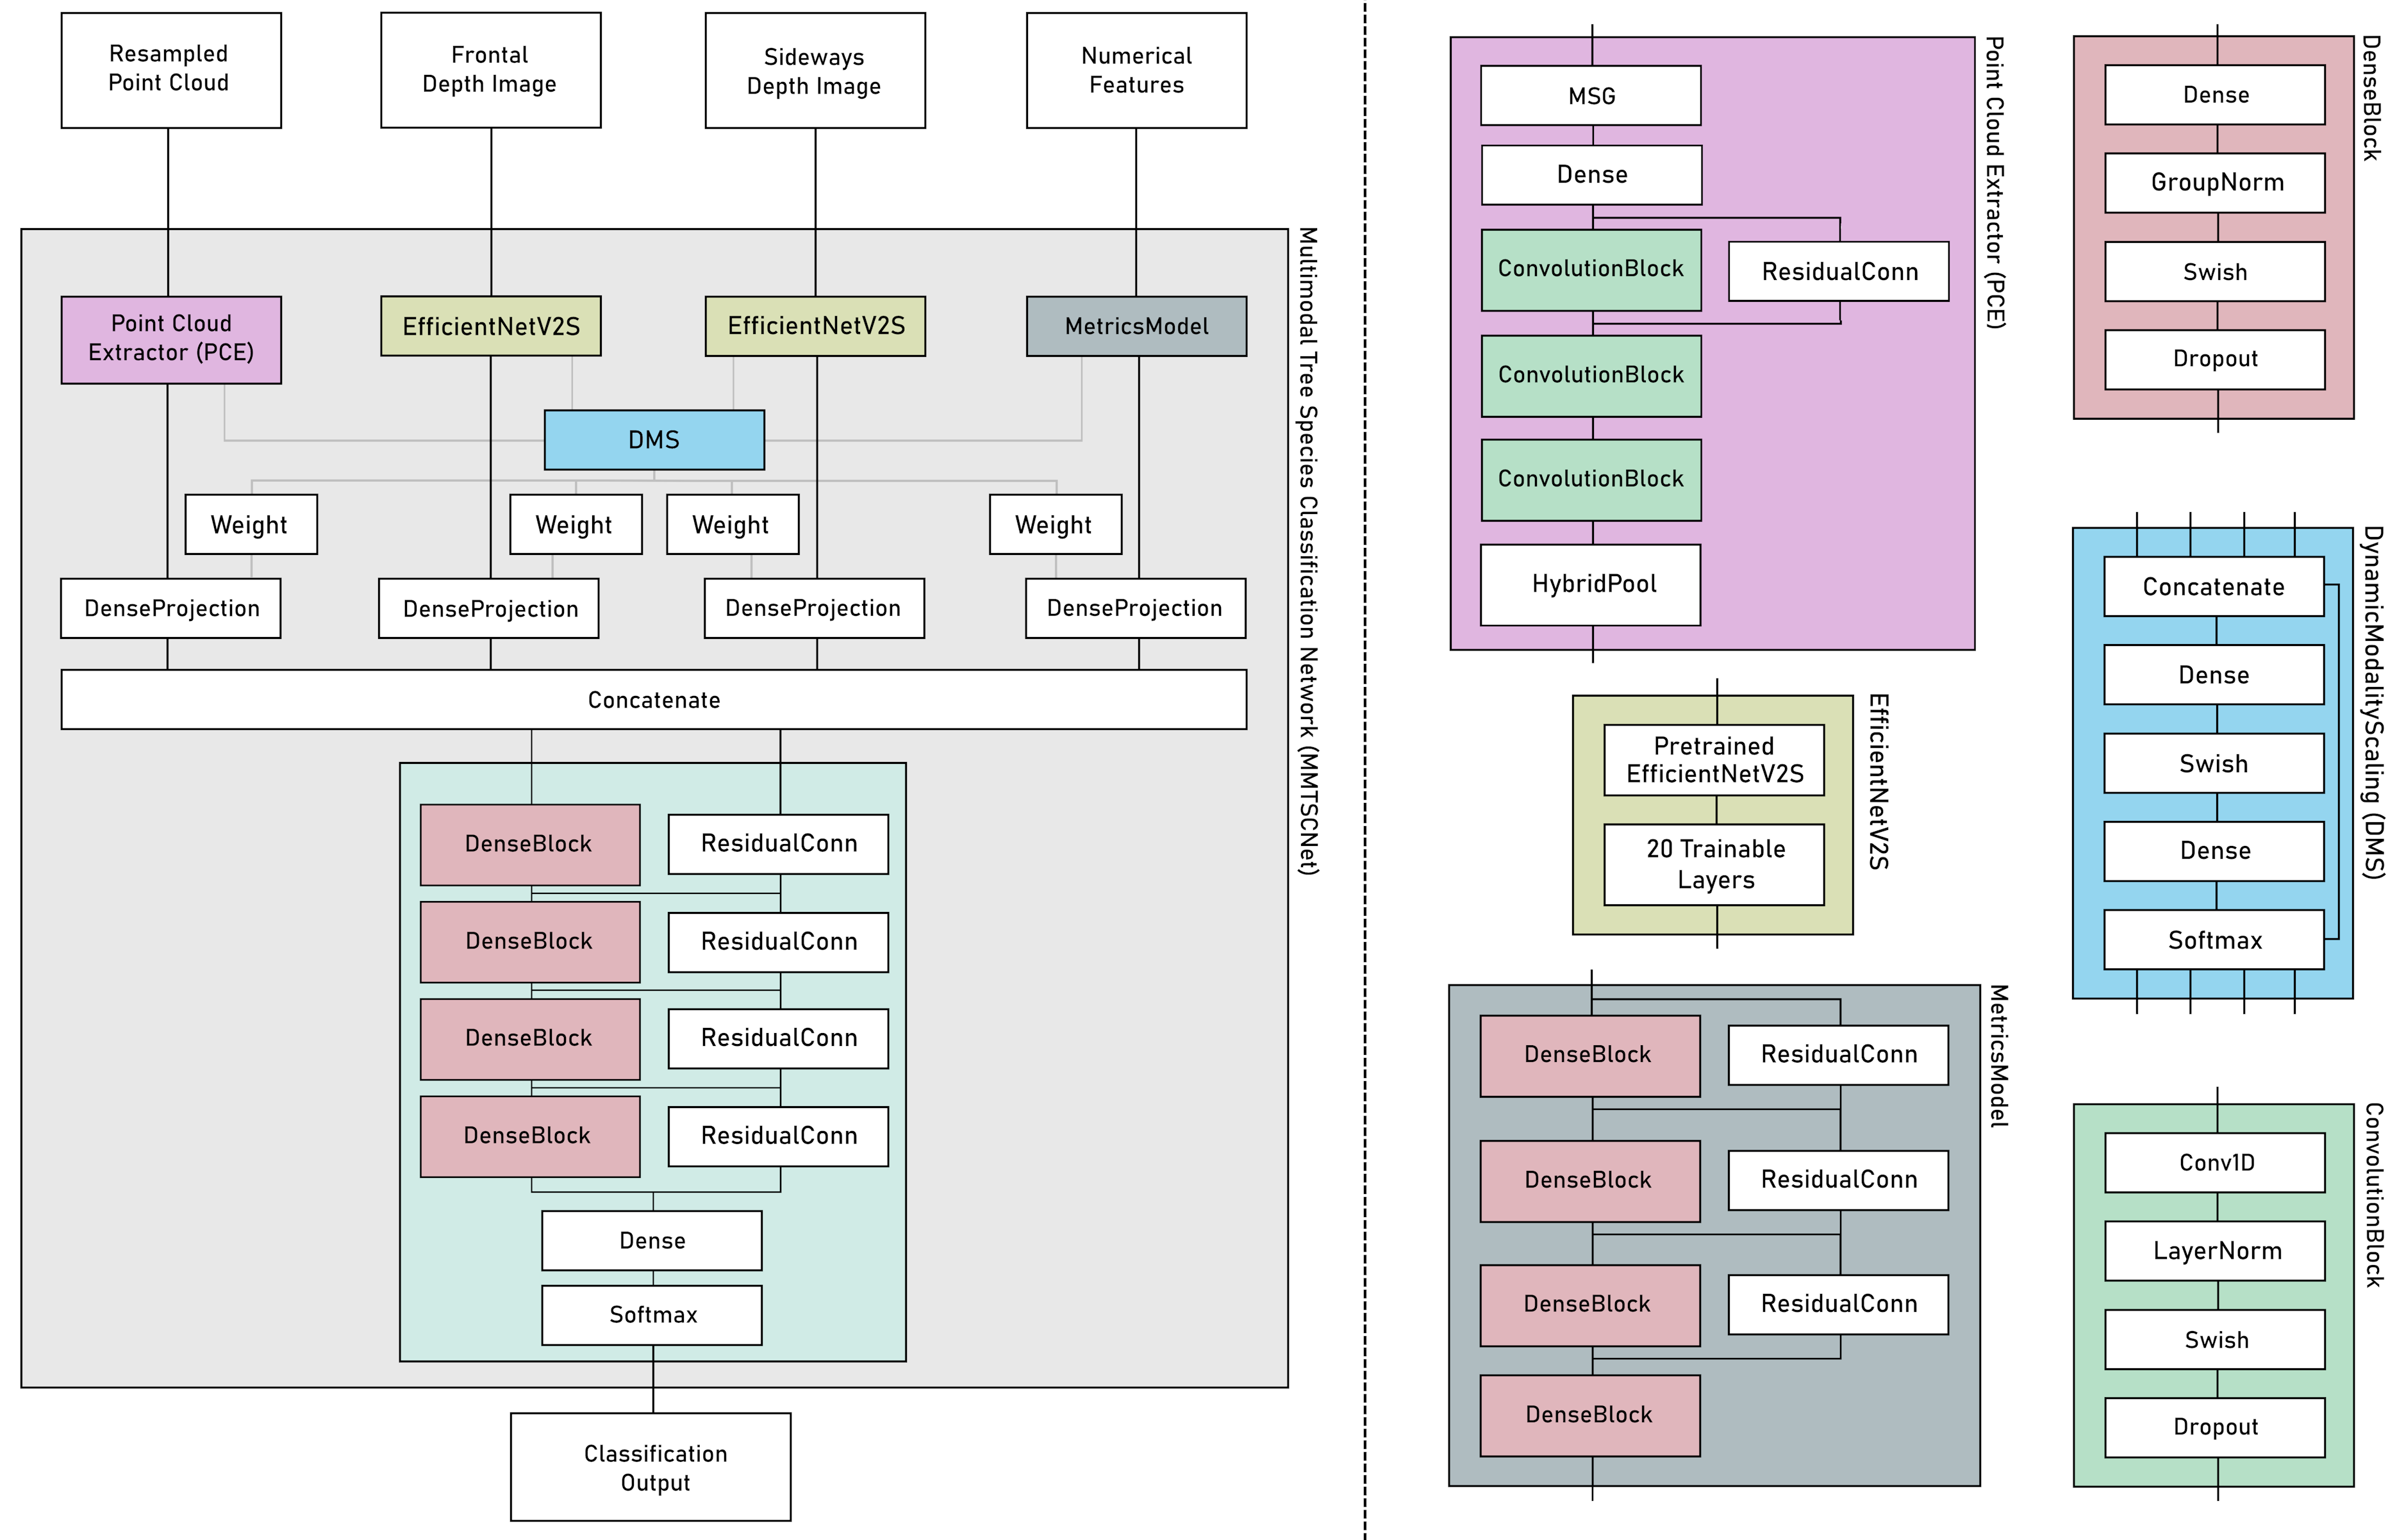 Resampled
Point Cloud
Frontal
Depth Image
Sideways
Depth Image
Numerical
Features
Multimodal Tree Species Classification Network (MMTSCNet)
Point Cloud
Extractor (PCE)
EfficientNetV2S
EfficientNetV2S
MetricsModel
DMS
Weight
Weight
Weight
Weight
DenseProjection
DenseProjection
DenseProjection
DenseProjection
Concatenate
DenseBlock
ResidualConn
DenseBlock
ResidualConn
DenseBlock
ResidualConn
DenseBlock
ResidualConn
Dense
Softmax
Classification
Output
Point Cloud Extractor (PCE)
MSG
Dense
ConvolutionBlock
ResidualConn
ConvolutionBlock
ConvolutionBlock
HybridPool
EfficientNetV2S
Pretrained
EfficientNetV2S
20 Trainable
Layers
MetricsModel
DenseBlock
ResidualConn
DenseBlock
ResidualConn
DenseBlock
ResidualConn
DenseBlock
DenseBlock
Dense
GroupNorm
Swish
Dropout
DynamicModalityScaling (DMS)
Concatenate
Dense
Swish
Dense
Softmax
ConvolutionBlock
Conv1D
LayerNorm
Swish
Dropout